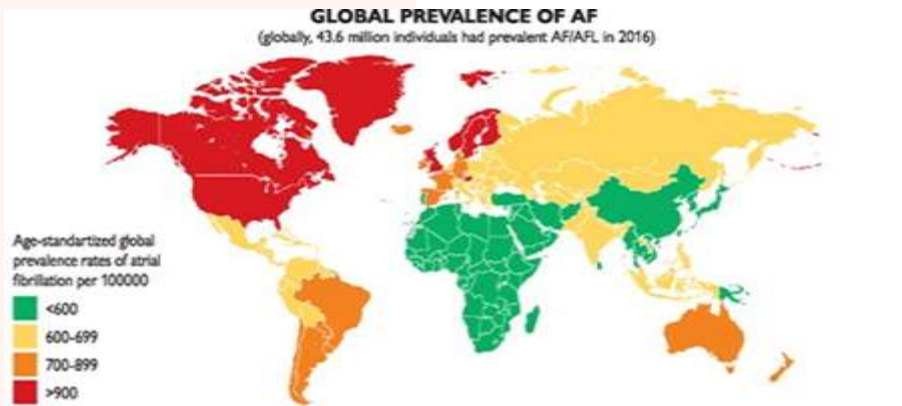 GLOBAL PREVALENCE OF AF
(globally, 43.6 million individuals had prevalent AF/AFL in 2016)
Age-standartized global
prevalence rates of atrial
fibrillation per 100000
<600
600-699
700-899
>900